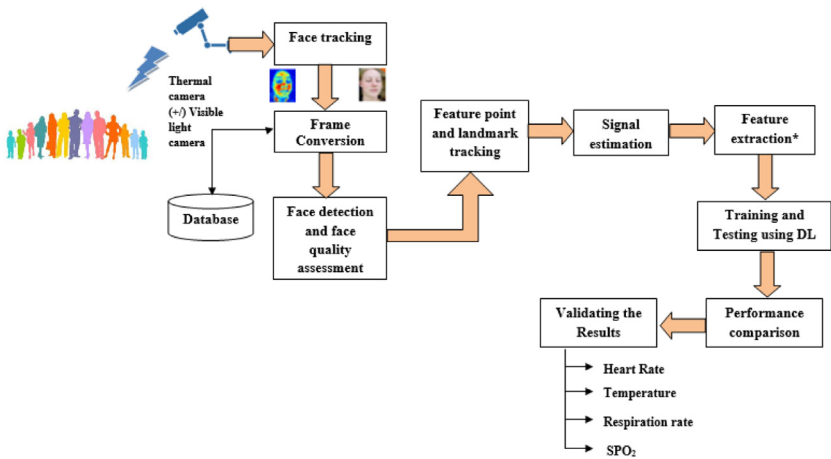 Face tracking
Thermal
camera
(+/) Visible
light
camera
Frame
Conversion
Database
Face detection
and face
quality
assessment
Feature point
and landmark
tracking
Signal
estimation
Feature
extraction*
Training and
Testing using DL
Performance
comparison
Validating the
Results
Heart Rate
Temperature
Respiration rate
SPO₂